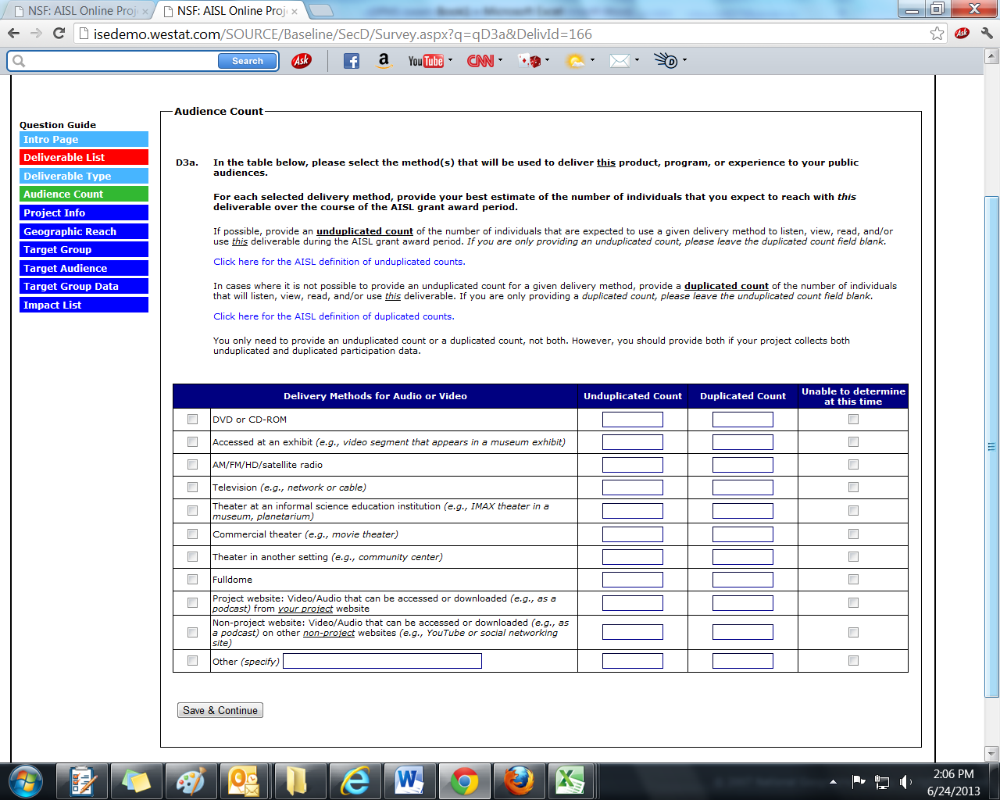 NSF: AISL Online Proj
NSF: AISL Online Proj
isedemo.westat.com/SOURCE/Baseline/SecD/Survey.aspx?q=qD3a&DelivId=166
Ask
Search
Ask
a
YouTube
CNN
D
Audience Count
Question Guide
Intro Page
Deliverable List
Deliverable Type
Audience Count
Project Info
Geographic Reach
Target Group
Target Audience
Target Group Data
Impact List
D3a. In the table below, please select the method(s) that will be used to deliver this product, program, or experience to your public
audiences.
For each selected delivery method, provide your best estimate of the number of individuals that you expect to reach with this
deliverable over the course of the AISL grant award period.
If possible, provide an unduplicated count of the number of individuals that are expected to use a given delivery method to listen, view, read, and/or
use this deliverable during the AISL grant award period. If you are only providing an unduplicated count, please leave the duplicated count field blank.
Click here for the AISL definition of unduplicated counts.
In cases where it is not possible to provide an unduplicated count for a given delivery method, provide a duplicated count of the number of individuals
that will listen, view, read, and/or use this deliverable. If you are only providing a duplicated count, please leave the unduplicated count field blank.
Click here for the AISL definition of duplicated counts.
You only need to provide an unduplicated count or a duplicated count, not both. However, you should provide both if your project collects both
unduplicated and duplicated participation data.
Delivery Methods for Audio or Video
Unduplicated Count
Duplicated Count
Unable to determine
at this time
DVD or CD-ROM
Accessed at an exhibit (e.g., video segment that appears in a museum exhibit)
AM/FM/HD/satellite radio
Television (e.g., network or cable)
Theater at an informal science education institution (e.g., IMAX theater in a
museum, planetarium)
Commercial theater (e.g., movie theater)
Theater in another setting (e.g., community center)
Fulldome
Project website: Video/Audio that can be accessed or downloaded (e.g., as a
podcast) from your project website
Non-project website: Video/Audio that can be accessed or downloaded (e.g., as
a podcast) on other non-project websites (e.g., YouTube or social networking
site)
Other (specify)
Save & Continue
2:06 PM
6/24/2013